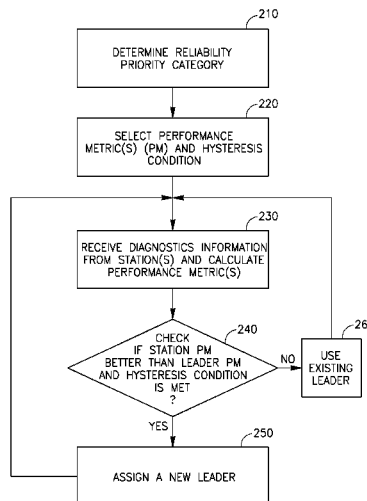 210
DETERMINE RELIABILITY
PRIORITY CATEGORY
220
SELECT PERFORMANCE
METRIC(S) (PM) AND HYSTERESIS
CONDITION
230
RECEIVE DIAGNOSTICS INFORMATION
FROM STATION(S) AND CALCULATE
PERFORMANCE METRIC(S)
240
CHECK
IF STATION PM
BETTER THAN LEADER PM
AND HYSTERESIS CONDITION
IS MET
?
NO
26
USE
EXISTING
LEADER
YES
250
ASSIGN A NEW LEADER